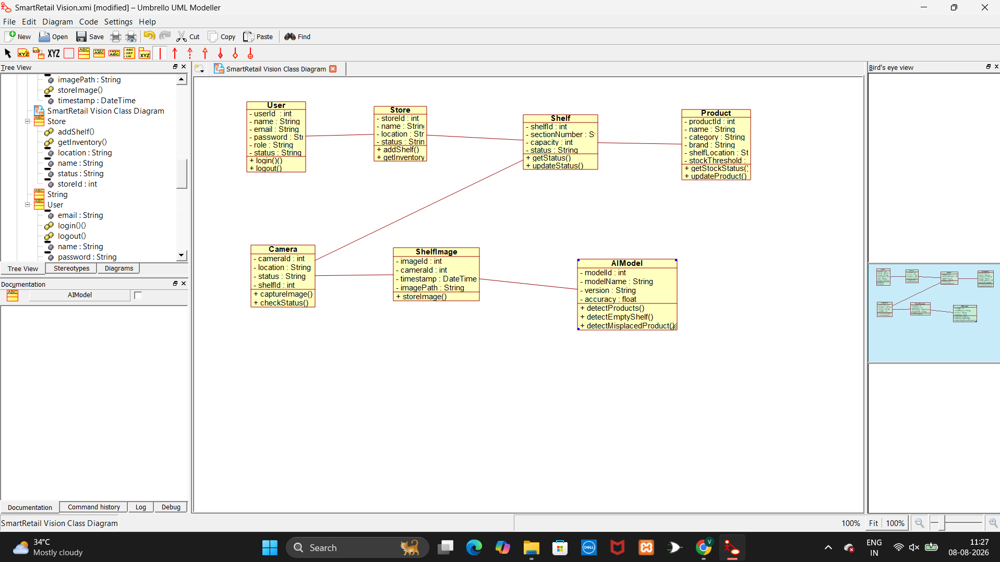 SmartRetail Vision.xmi [modified] – Umbrello UML Modeller
File Edit Diagram Code Settings Help
New Open Save Cut Copy Paste Find
XYZ
Tree View
imagePath : String
storeImage()
timestamp : DateTime
SmartRetail Vision Class Diagram
Store
addShelf()
getInventory()
location : String
name : String
status : String
storeId : int
String
User
email : String
login()()
logout()
name : String
password : String
Tree View Stereotypes Diagrams
Documentation
AIModel
Documentation Command history Log Debug
SmartRetail Vision Class Diagram
SmartRetail Vision Class Diagram
User
- userId : int
- name : String
- email : String
- password : Str
- role : String
- status : String
+ login()()
+ logout()
Store
- storeId : int
- name : String
- location : Str
- status : Strin
+ addShelf()
+ getInventory
Shelf
- shelfId : int
- sectionNumber : S
- capacity : int
- status : String
+ getStatus()
+ updateStatus()
Product
- productId : int
- name : String
- category : String
- brand : String
- shelfLocation : St
- stockThreshold :
+ getStockStatus()
+ updateProduct()
Camera
- cameraId : int
- location : String
- status : String
- shelfId : int
+ captureImage()
+ checkStatus()
ShelfImage
- imageId : int
- cameraId : int
- timestamp : DateTime
- imagePath : String
+ storeImage()
AIModel
- modelId : int
- modelName : String
- version : String
- accuracy : float
+ detectProducts()
+ detectEmptyShelf()
+ detectMisplacedProduct()
Bird's eye view
100% Fit 100%
34°C
Mostly cloudy
Search
DELL
V
ENG
IN
11:27
08-08-2026